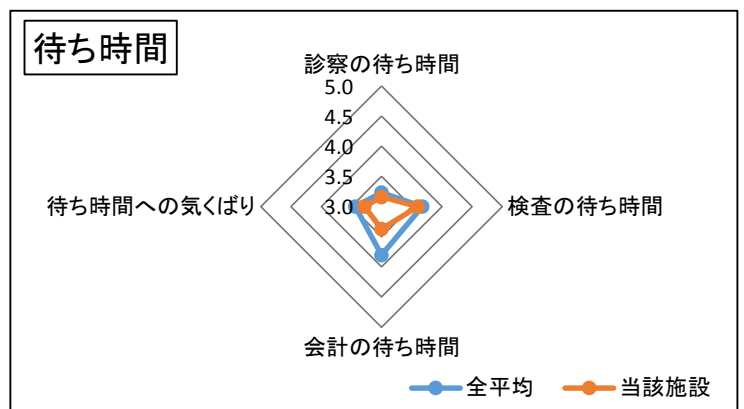 待ち時間
診察の待ち時間
5.0
4.5
4.0
3.5
3.0
待ち時間への気くばり
検査の待ち時間
会計の待ち時間
全平均
当該施設